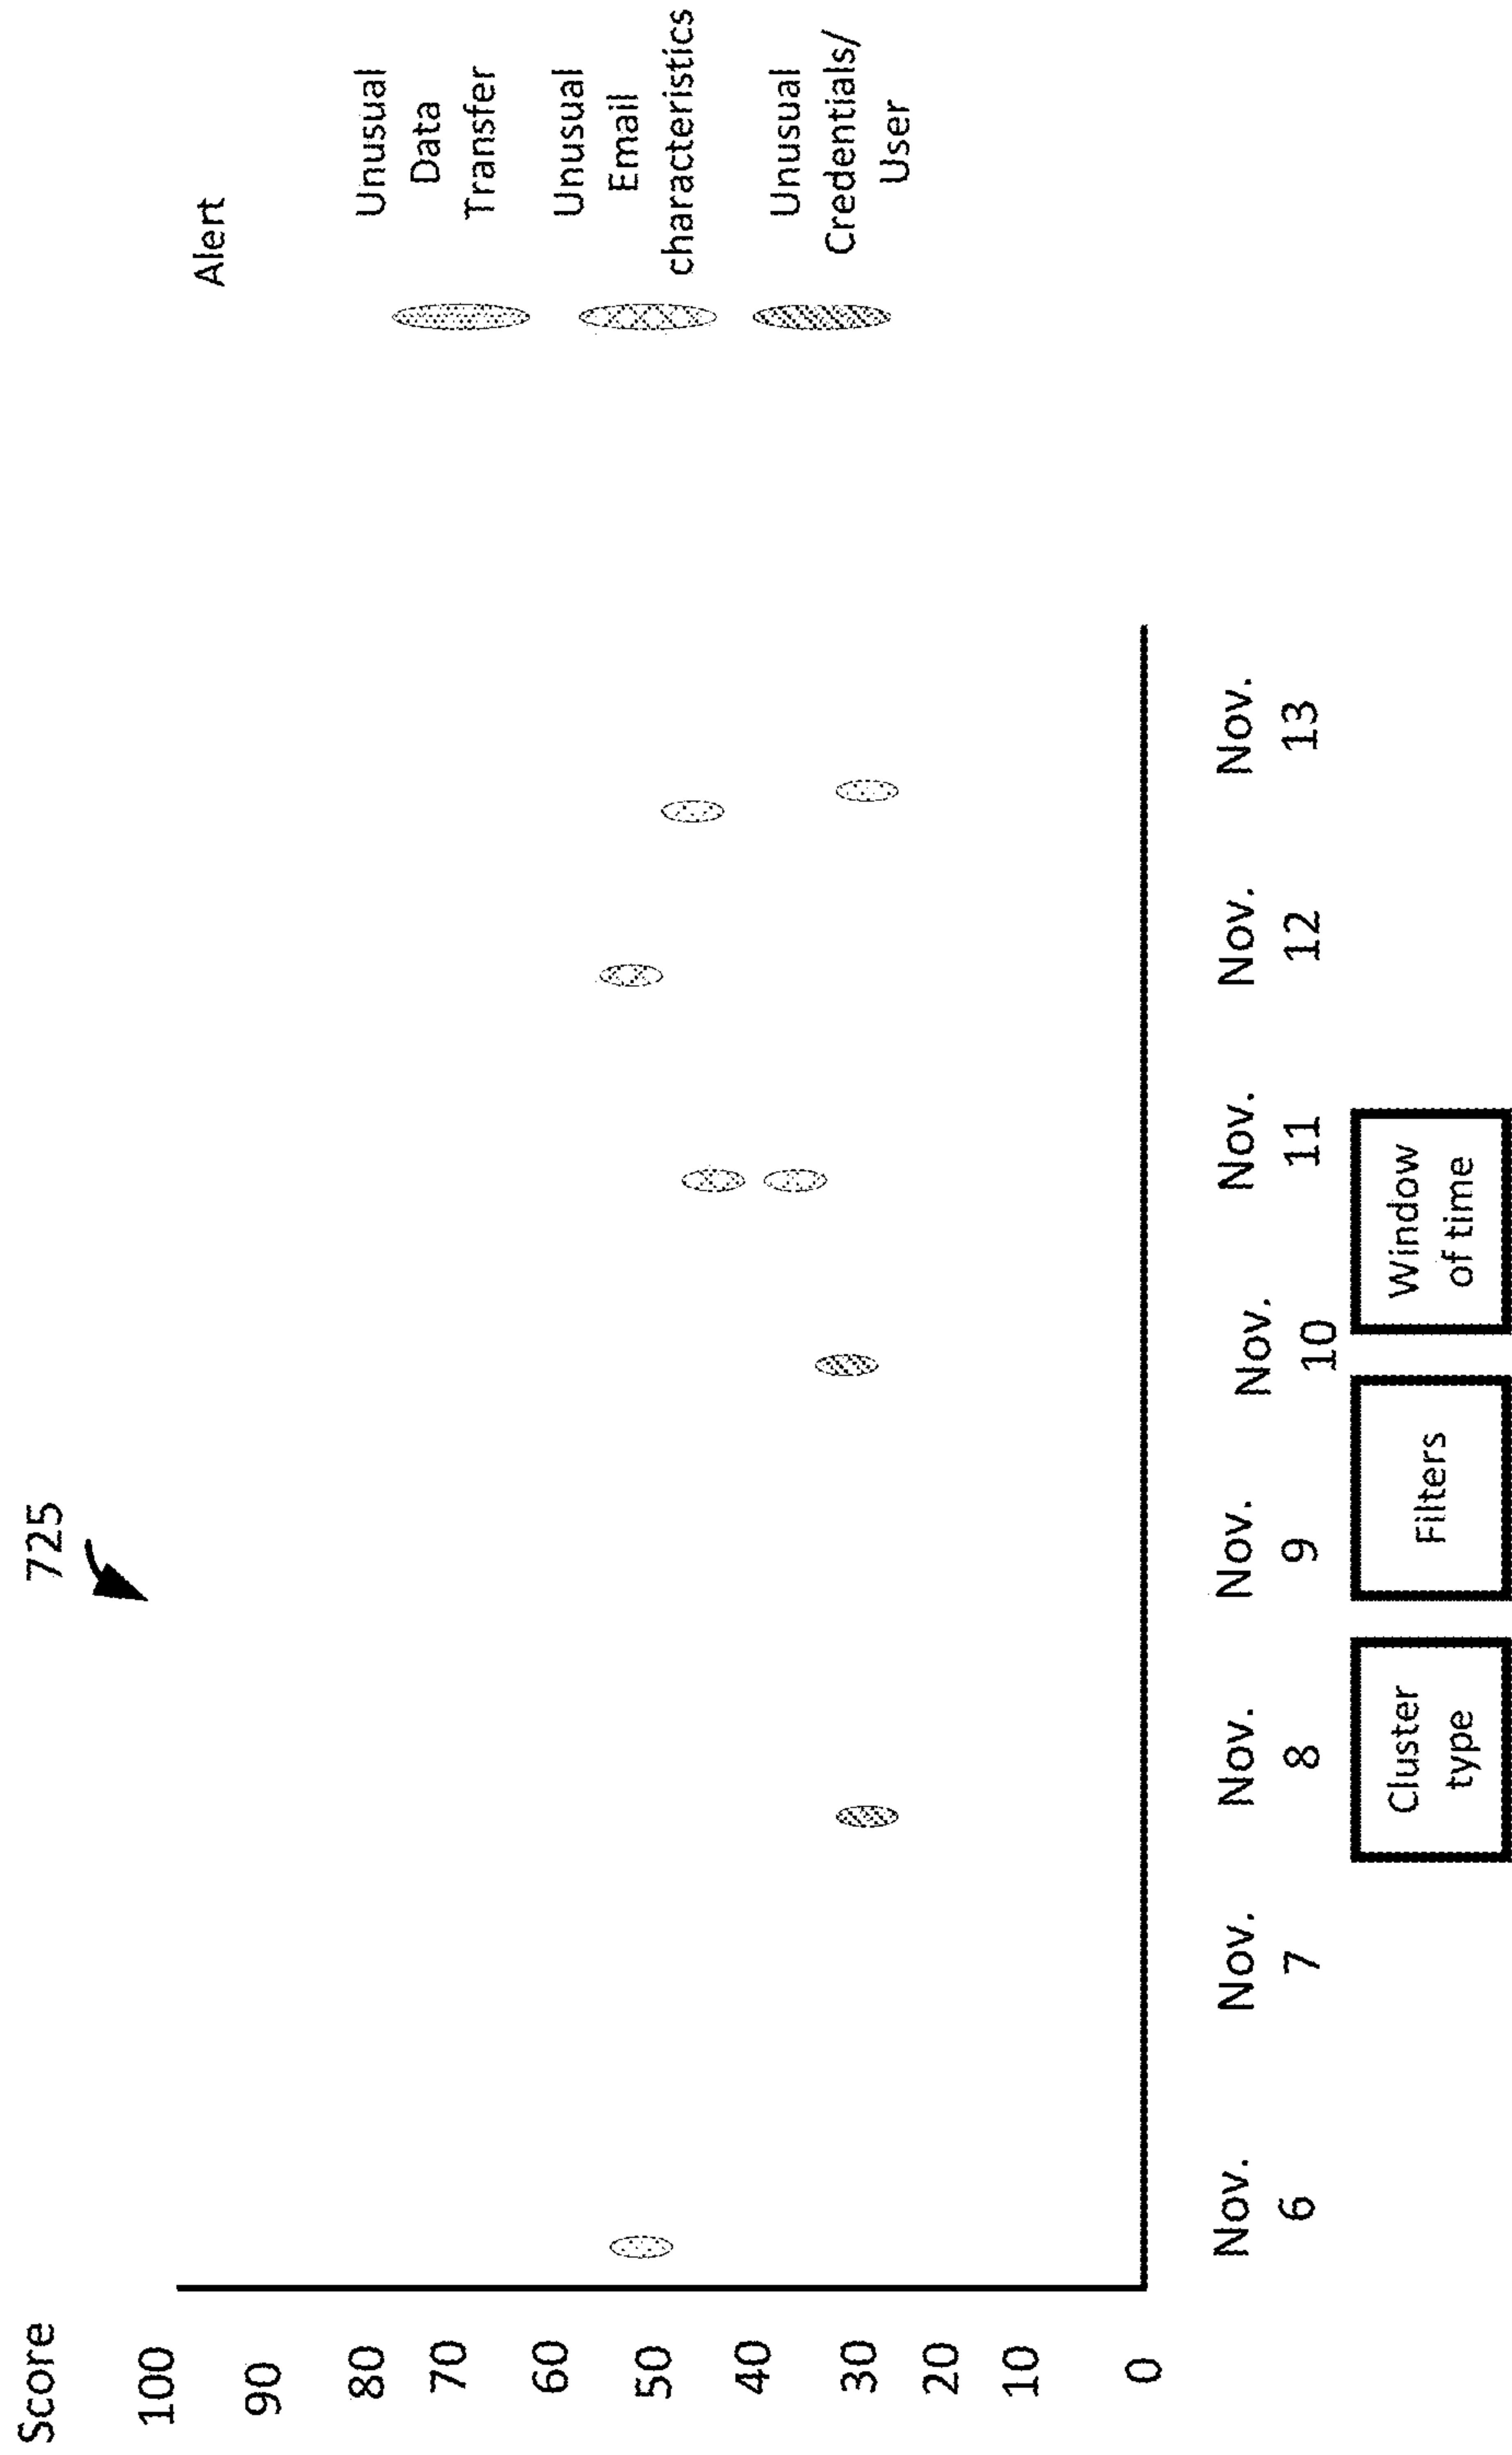 725
Score
100
90
80
70
60
50
40
30
20
10
0
Nov.
6
Nov.
7
Nov.
8
Nov.
9
Nov.
10
Nov.
11
Nov.
12
Nov.
13
Alert
Unusual
Data
Transfer
Unusual
Email
characteristics
Unusual
Credentials/
User
Cluster
type
Filters
Window
of time